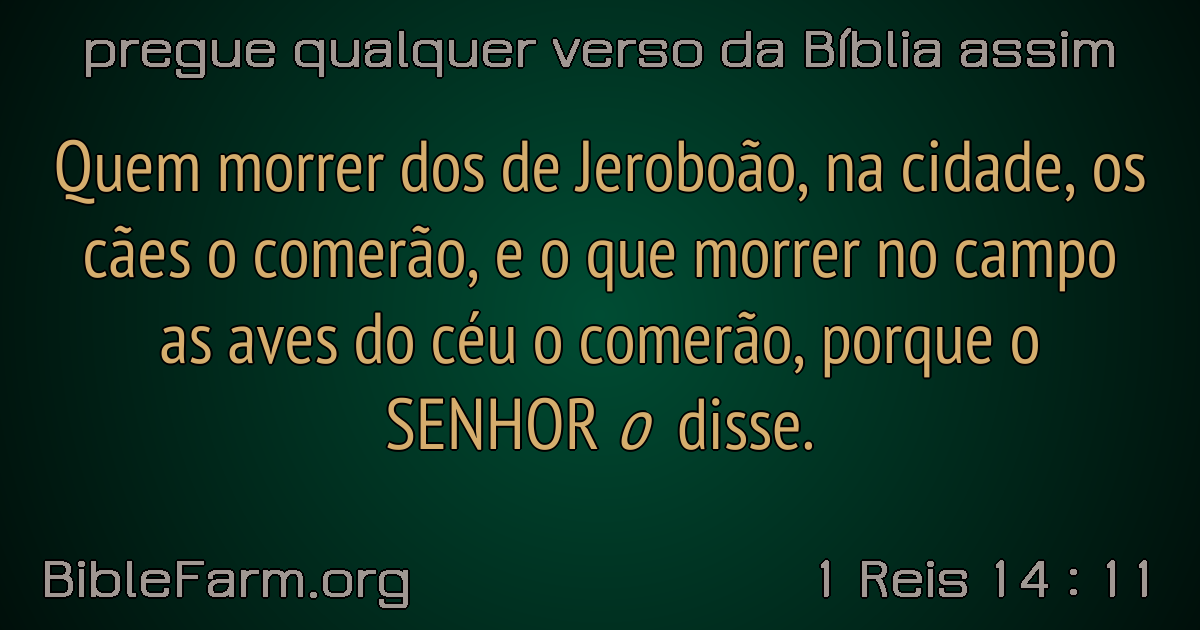 pregue qualquer verso da Bíblia assim
Quem morrer dos de Jeroboão, na cidade, os
cães o comerão, e o que morrer no campo
as aves do céu o comerão, porque o
SENHOR o disse.
BibleFarm.org
1 Reis 14 : 11